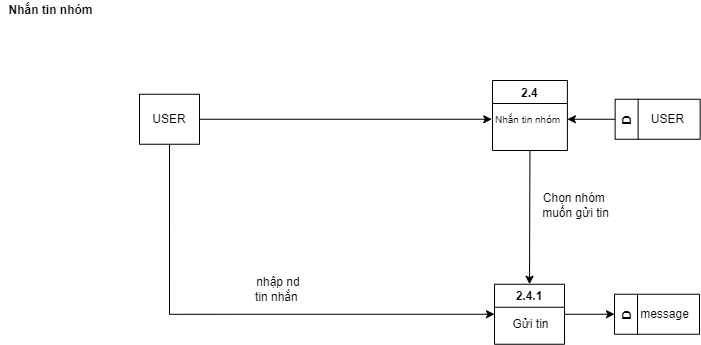 Nhắn tin nhóm
2.4
USER
Nhắn tin nhóm
D
USER
Chọn nhóm
muốn gửi tin
nhập nd
tin nhắn
2.4.1
Gửi tin
D
message